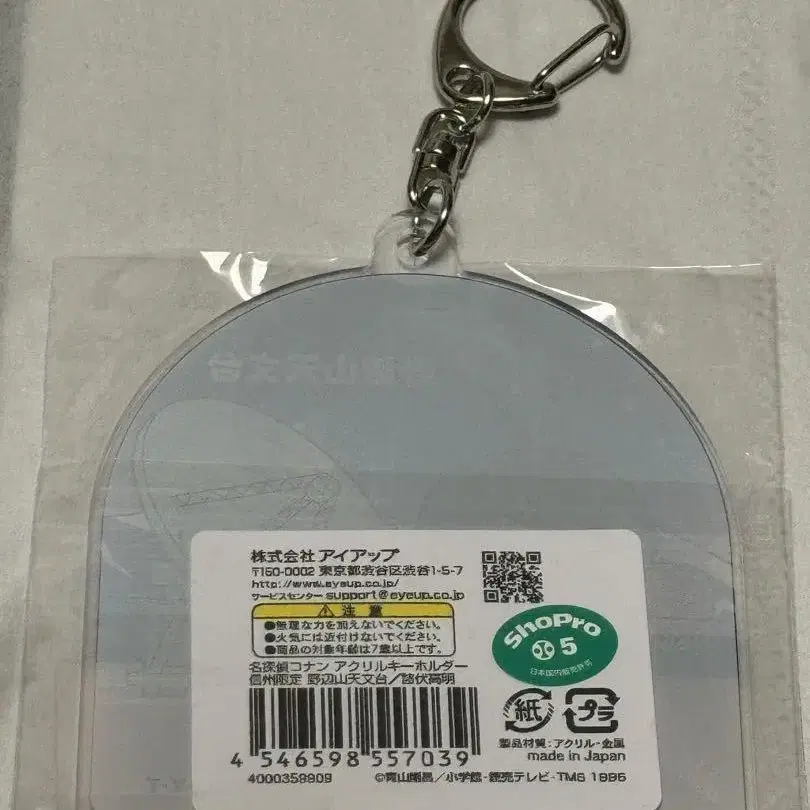 株式会社 アイアップ
〒150-0002 東京都渋谷区渋谷1-5-7
http://www.eyeup.co.jp/
サービスセンター support@eyeup.co.jp
注意
●無理な力を加えないでください。
●火気には近付けないでください。
●商品の対象年齢は7歳以上です。
名探偵コナン アクリルキーホルダー
信州限定 野辺山天文台/諸伏高明
4 546598 557039
4000359909
©青山剛昌/小学館・読売テレビ・TMS 1996
ShoPro
5
日本国内販売許諾
紙
プラ
製品材質:アクリル・金属
made in Japan